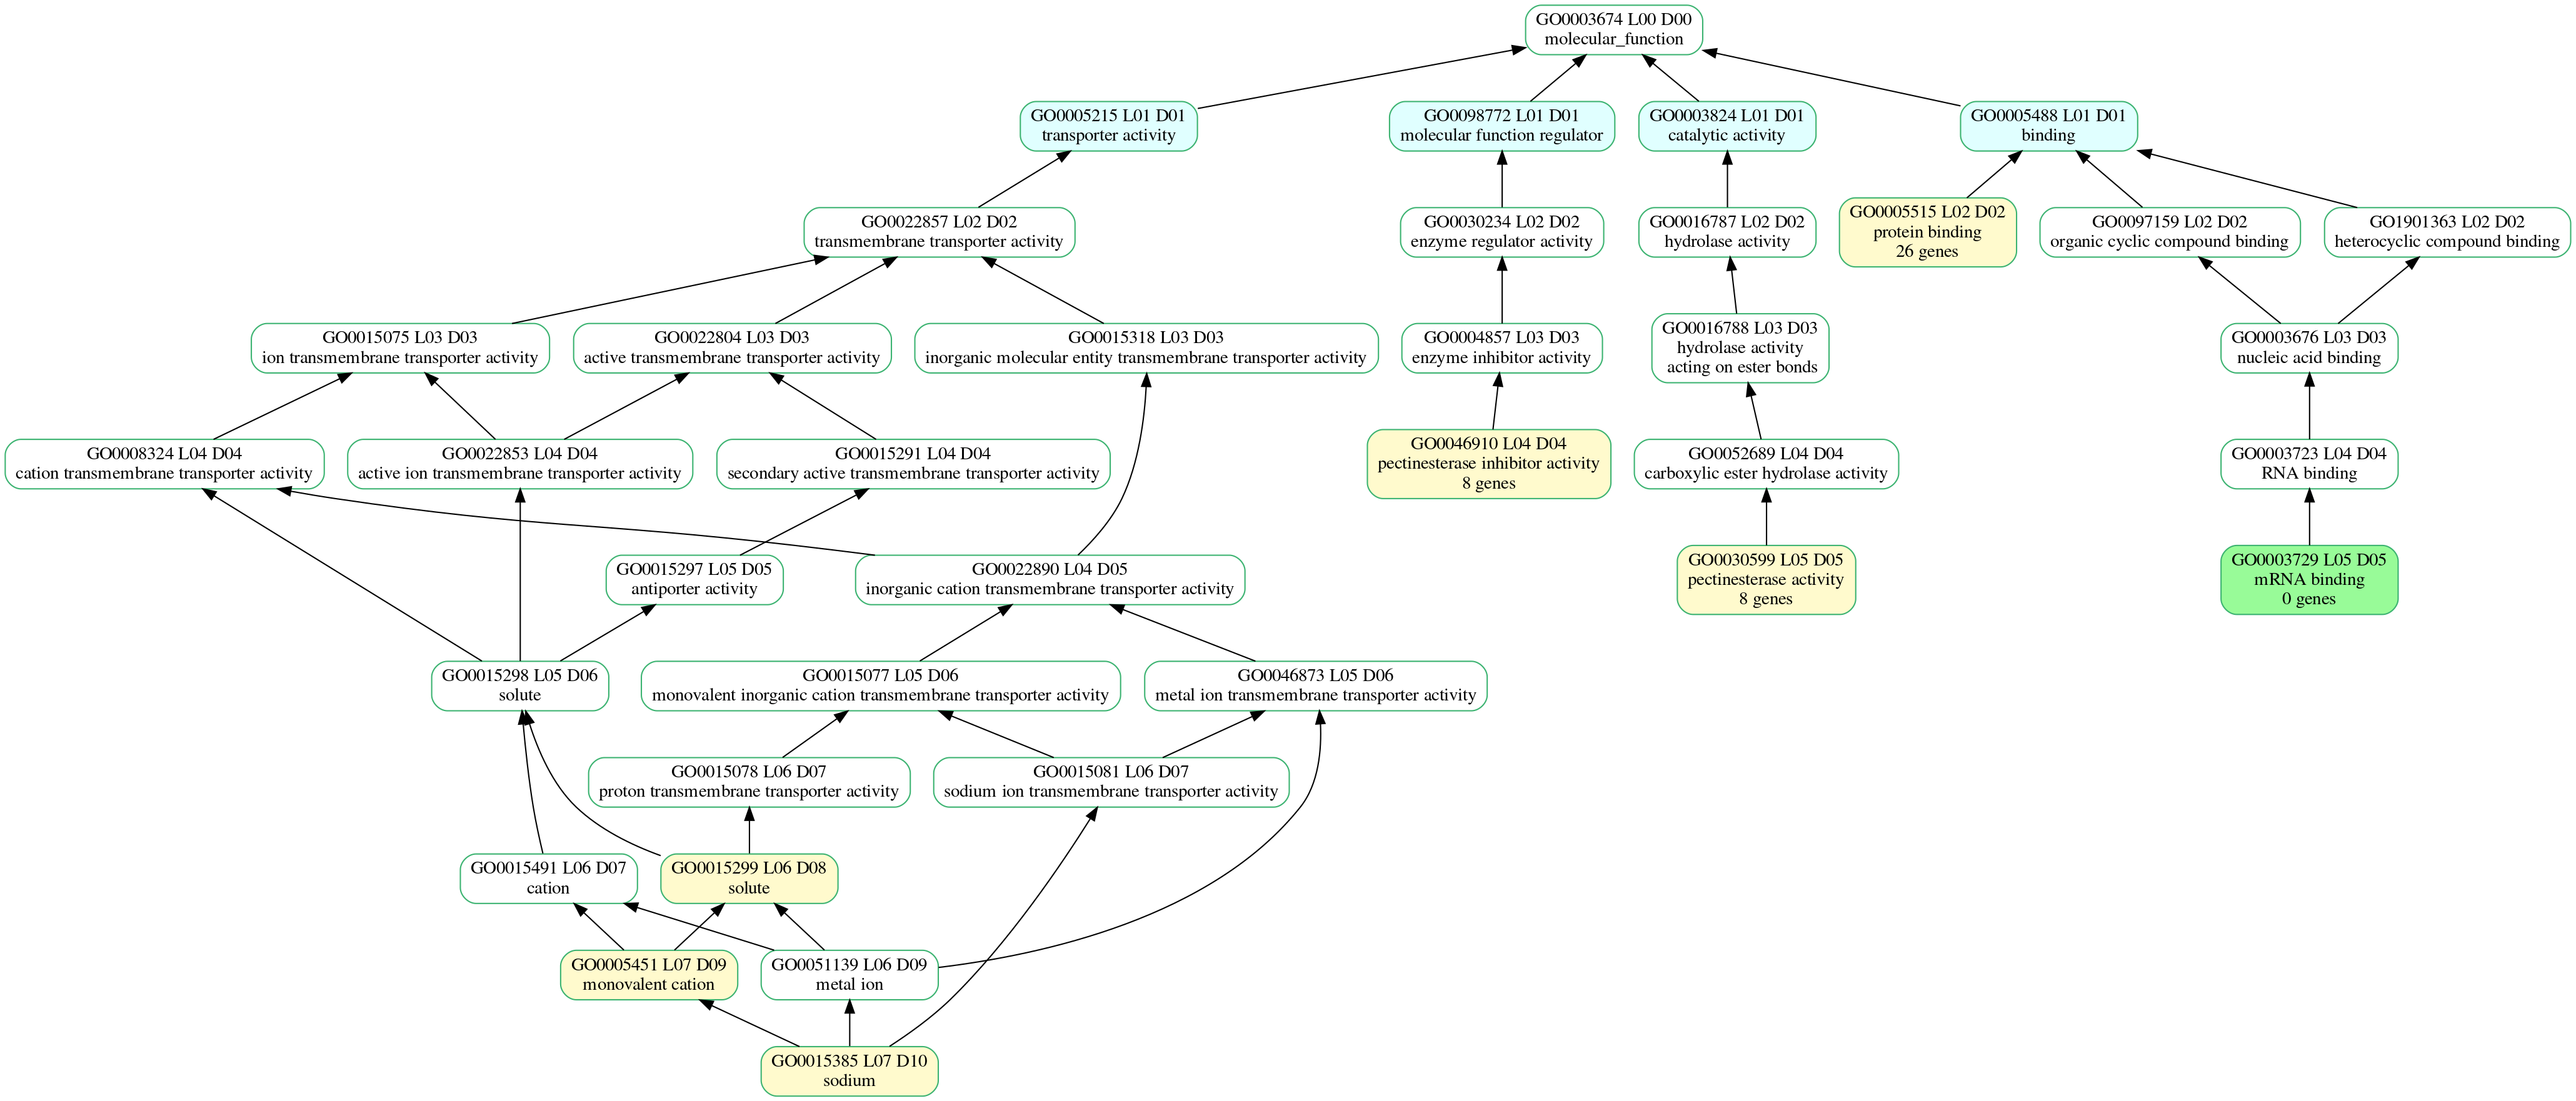 GO0003674 L00 D00
molecular_function
GO0005215 L01 D01
transporter activity
GO0098772 L01 D01
molecular function regulator
GO0003824 L01 D01
catalytic activity
GO0005488 L01 D01
binding
GO0022857 L02 D02
transmembrane transporter activity
GO0030234 L02 D02
enzyme regulator activity
GO0016787 L02 D02
hydrolase activity
GO0005515 L02 D02
protein binding
26 genes
GO0097159 L02 D02
organic cyclic compound binding
GO1901363 L02 D02
heterocyclic compound binding
GO0015075 L03 D03
ion transmembrane transporter activity
GO0022804 L03 D03
active transmembrane transporter activity
GO0015318 L03 D03
inorganic molecular entity transmembrane transporter activity
GO0004857 L03 D03
enzyme inhibitor activity
GO0016788 L03 D03
hydrolase activity
acting on ester bonds
GO0003676 L03 D03
nucleic acid binding
GO0008324 L04 D04
cation transmembrane transporter activity
GO0022853 L04 D04
active ion transmembrane transporter activity
GO0015291 L04 D04
secondary active transmembrane transporter activity
GO0046910 L04 D04
pectinesterase inhibitor activity
8 genes
GO0052689 L04 D04
carboxylic ester hydrolase activity
GO0003723 L04 D04
RNA binding
GO0015297 L05 D05
antiporter activity
GO0022890 L04 D05
inorganic cation transmembrane transporter activity
GO0030599 L05 D05
pectinesterase activity
8 genes
GO0003729 L05 D05
mRNA binding
0 genes
GO0015298 L05 D06
solute
GO0015077 L05 D06
monovalent inorganic cation transmembrane transporter activity
GO0046873 L05 D06
metal ion transmembrane transporter activity
GO0015078 L06 D07
proton transmembrane transporter activity
GO0015081 L06 D07
sodium ion transmembrane transporter activity
GO0015491 L06 D07
cation
GO0015299 L06 D08
solute
GO0005451 L07 D09
monovalent cation
GO0051139 L06 D09
metal ion
GO0015385 L07 D10
sodium